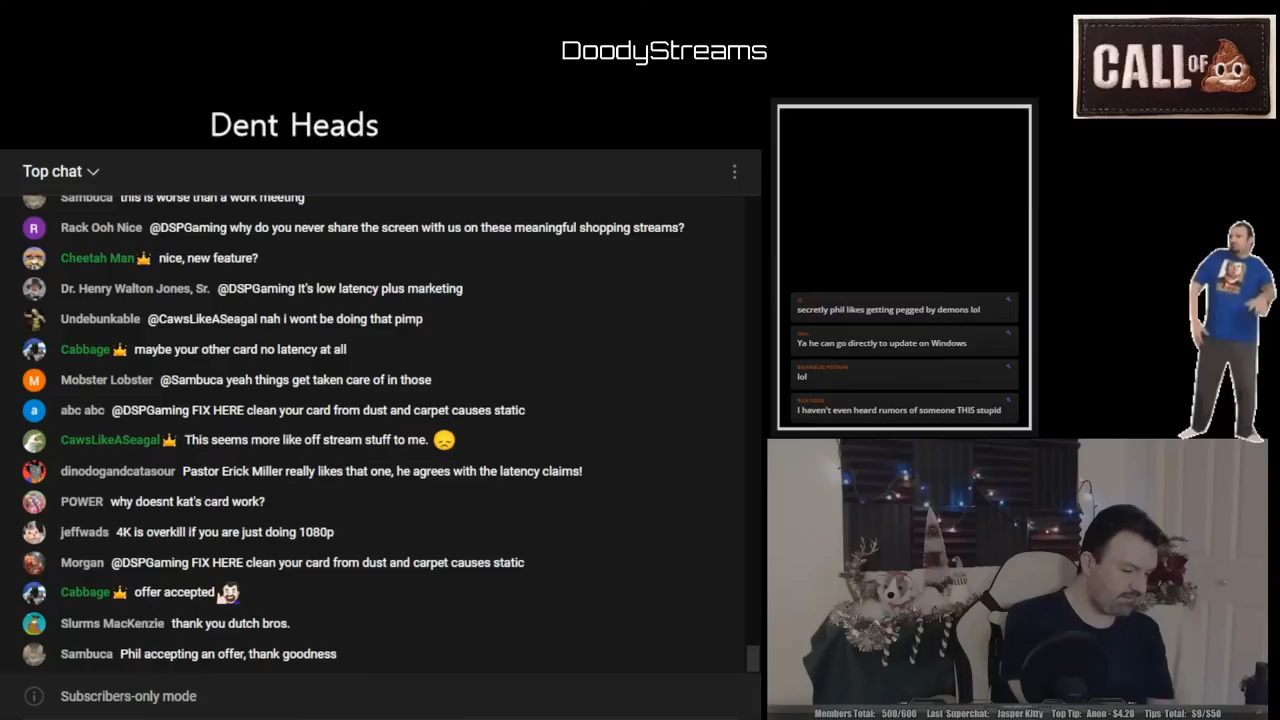 DoodyStreams
CALL OF
Dent Heads
Top chat
Sambuca this is worse than a work meeting
Rack Ooh Nice @DSPGaming why do you never share the screen with us on these meaningful shopping streams?
Cheetah Man nice, new feature?
Dr. Henry Walton Jones, Sr. @DSPGaming It's low latency plus marketing
Undebunkable @CawsLikeASeagal nah i wont be doing that pimp
Cabbage maybe your other card no latency at all
M Mobster Lobster @Sambuca yeah things get taken care of in those
a abc abc @DSPGaming FIX HERE clean your card from dust and carpet causes static
CawsLikeASeagal This seems more like off stream stuff to me.
dinodogandcatasour Pastor Erick Miller really likes that one, he agrees with the latency claims!
POWER why doesnt kat's card work?
jeffwads 4K is overkill if you are just doing 1080p
Morgan @DSPGaming FIX HERE clean your card from dust and carpet causes static
Cabbage offer accepted
Slurms MacKenzie thank you dutch bros.
Sambuca Phil accepting an offer, thank goodness
Subscribers-only mode
secretly phil likes getting pegged by demons lol
Ya he can go directly to update on Windows
lol
I haven't even heard rumors of someone THIS stupid
Members Total: 500/600 Last Superchat: Jasper Kitty Top Tip: Anon - $4.20 Tips Total: $9/$50